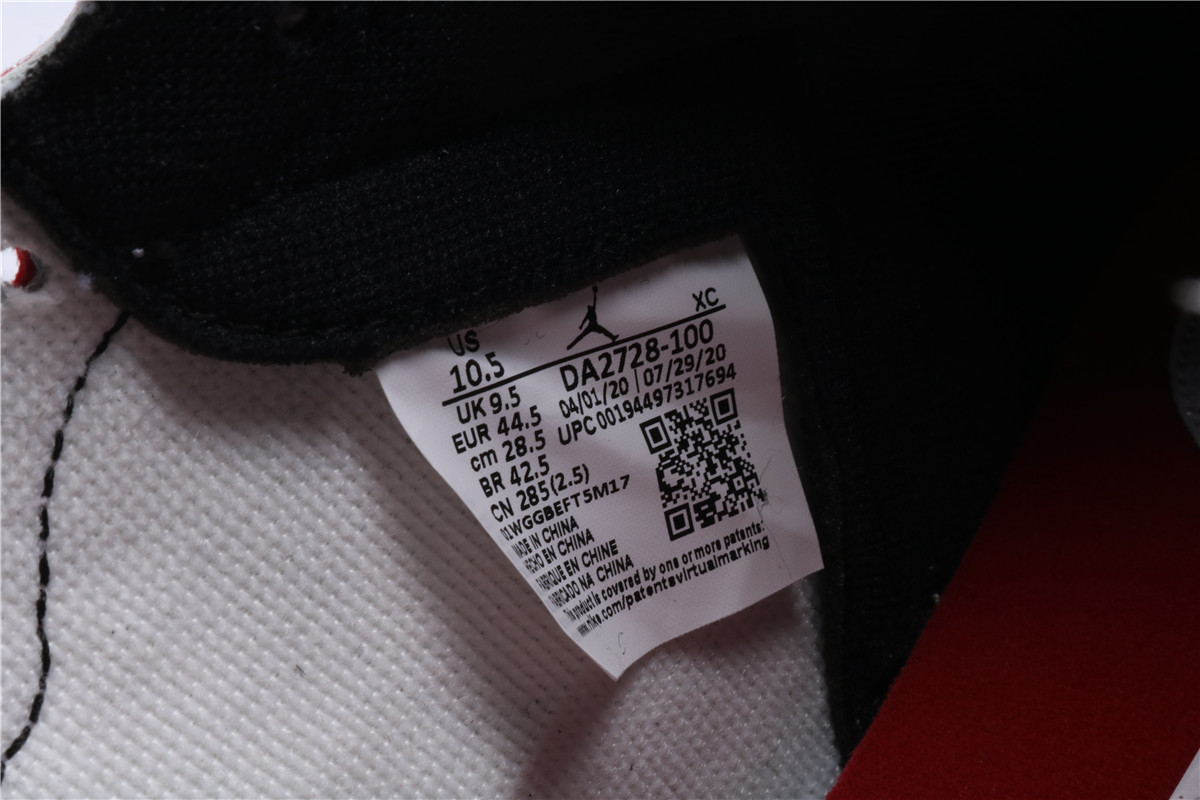 US
10.5
XC
UK 9.5
EUR 44.5
cm 28.5
BR 42.5
CN 285(2.5)
DA2728-100
04/01/20 | 07/29/20
UPC 00194497317694
01WGGBEFT5M17
MADE IN CHINA
HECHO EN CHINA
FABRIQUE EN CHINE
FABRICADO NA CHINA
This product is covered by one or more patents:
www.nike.com/patentsvirtualmarking